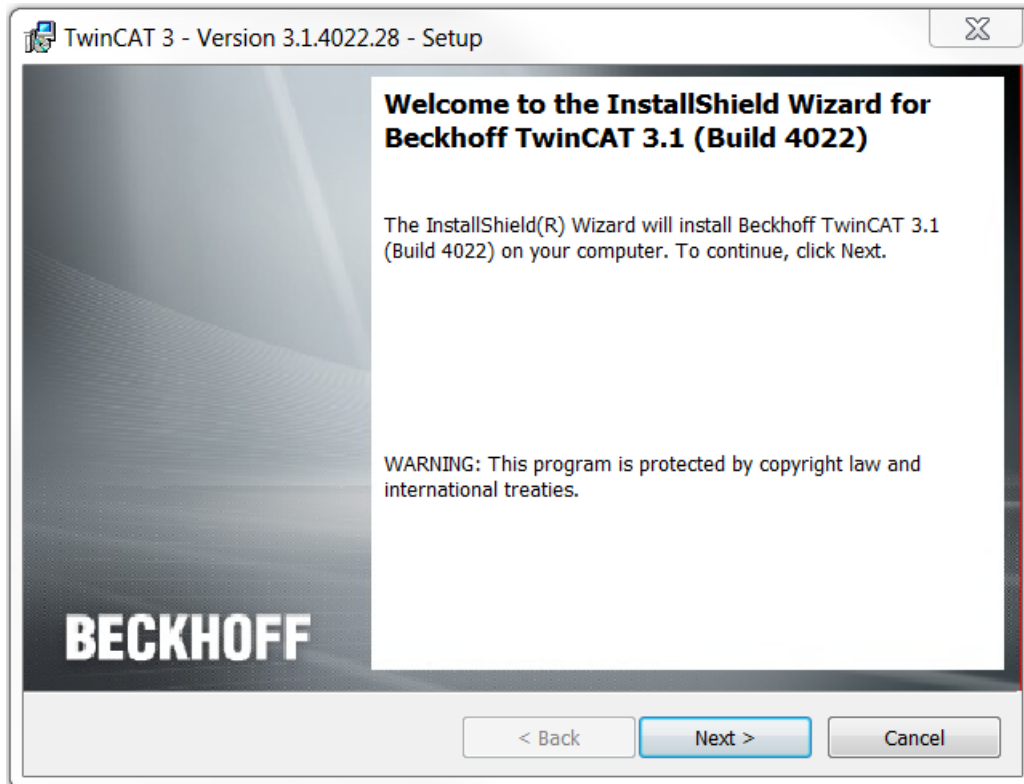 TwinCAT 3 - Version 3.1.4022.28 - Setup
Welcome to the InstallShield Wizard for
Beckhoff TwinCAT 3.1 (Build 4022)
The InstallShield(R) Wizard will install Beckhoff TwinCAT 3.1
(Build 4022) on your computer. To continue, click Next.
WARNING: This program is protected by copyright law and
international treaties.
BECKHOFF
< Back
Next >
Cancel